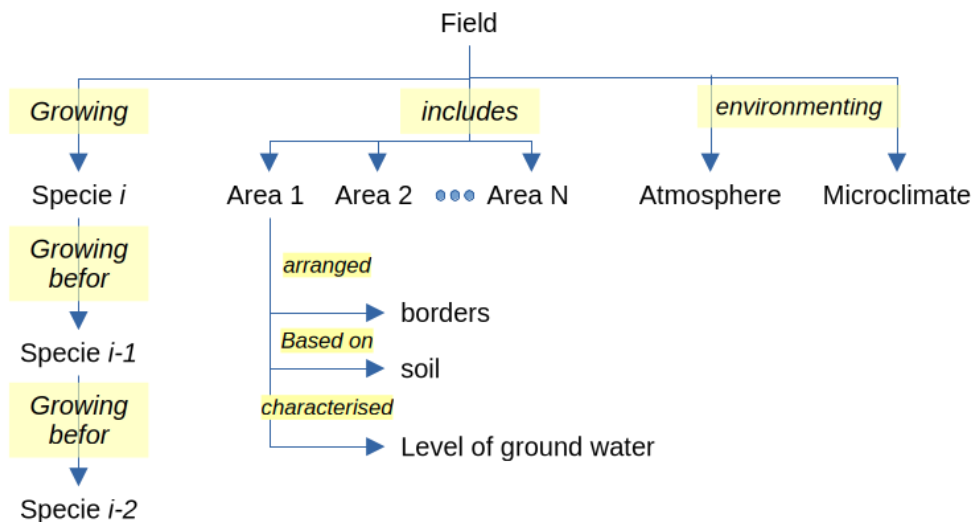 Field
Growing
includes
environmenting
Specie i
Area 1
Area 2
Area N
Atmosphere
Microclimate
Growing
befor
arranged
borders
Based on
Specie i-1
soil
Growing
befor
characterised
Level of ground water
Specie i-2